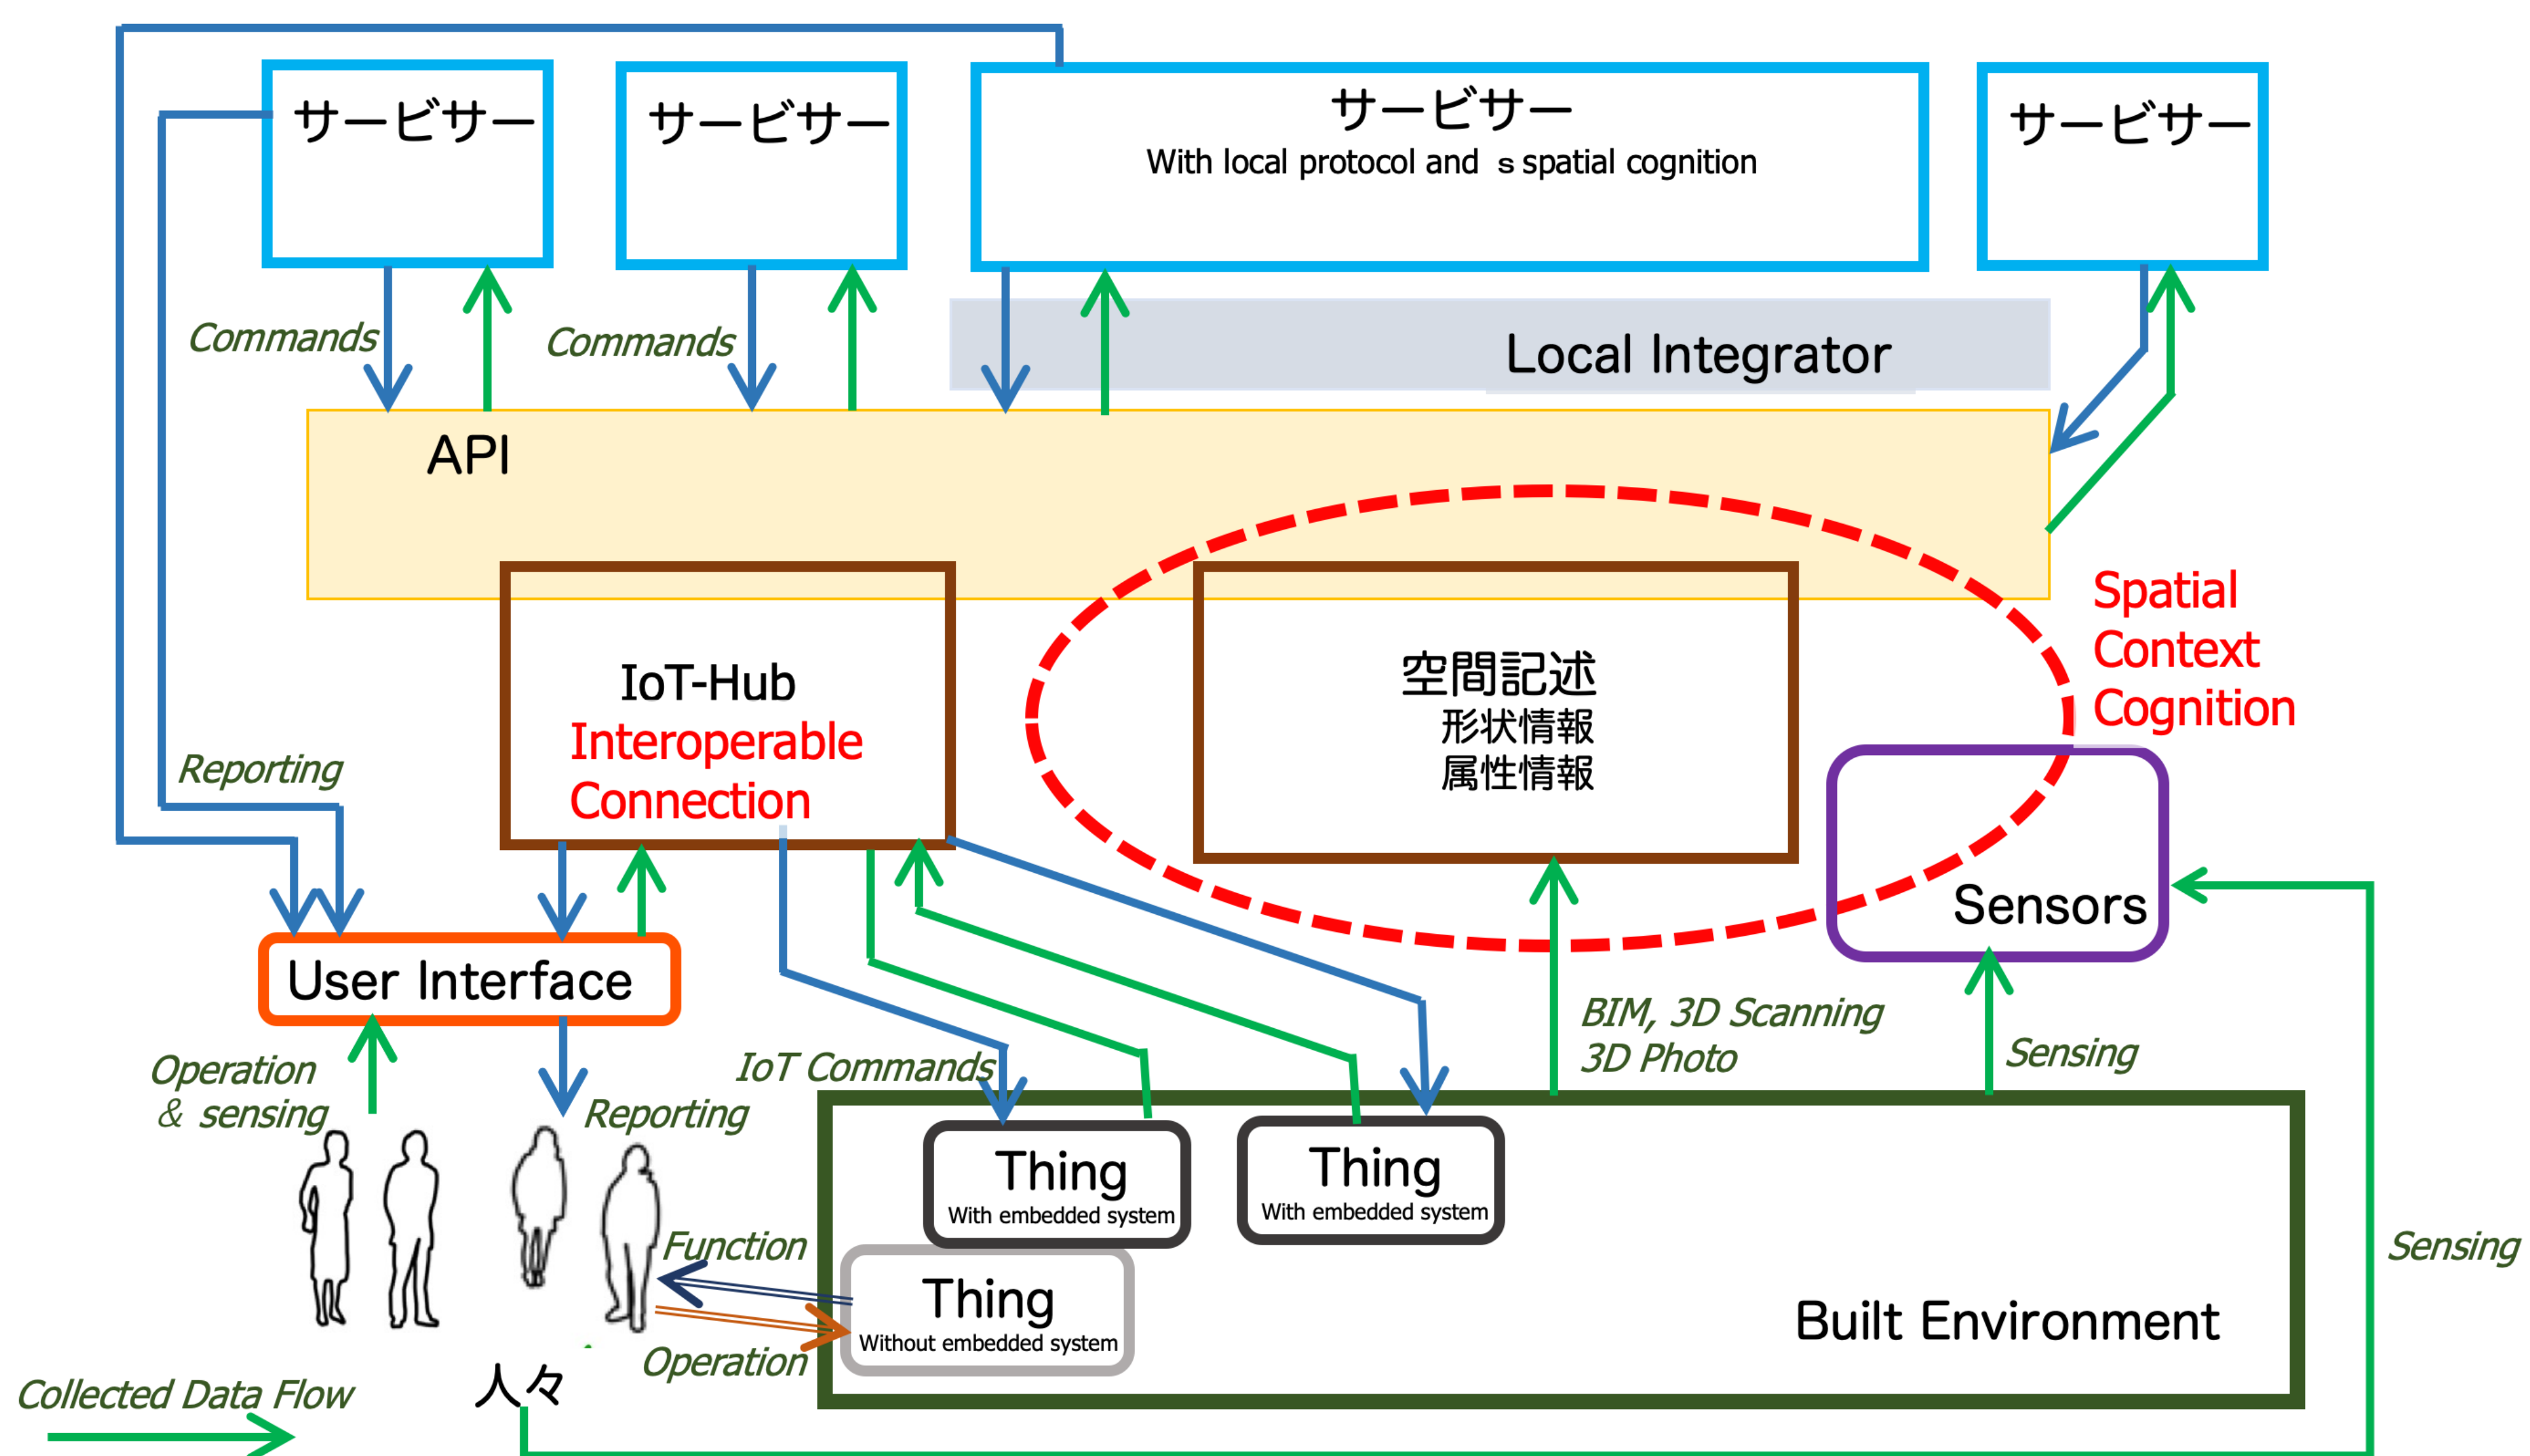 サービサー
サービサー
サービサー
With local protocol and ｓspatial cognition
サービサー
Commands
Commands
Local Integrator
API
Spatial
Context
Cognition
IoT-Hub
Interoperable
Connection
空間記述
形状情報
属性情報
Reporting
Sensors
User Interface
BIM, 3D Scanning
3D Photo
Sensing
Operation
＆ sensing
IoT Commands
Reporting
Thing
With embedded system
Thing
With embedded system
Function
Sensing
Thing
Without embedded system
Built Environment
Operation
人々
Collected Data Flow